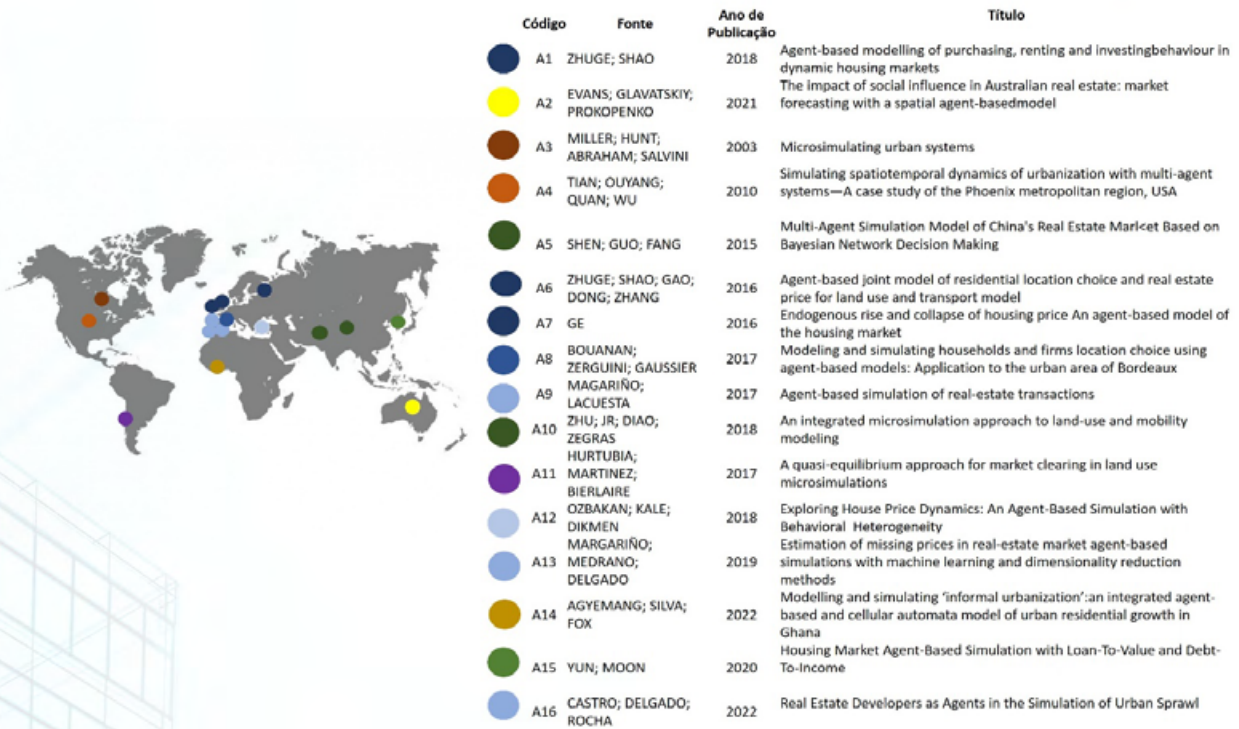 Código Fonte Ano de Publicação Título
A1 ZHUGE; SHAO 2018 Agent-based modelling of purchasing, renting and investingbehaviour in
dynamic housing markets
A2 EVANS; GLAVATSKIY; PROKOPENKO 2021 The impact of social influence in Australian real estate: market
forecasting with a spatial agent-basedmodel
A3 MILLER; HUNT; ABRAHAM; SALVINI 2003 Microsimulating urban systems
A4 TIAN; OUYANG; QUAN; WU 2010 Simulating spatiotemporal dynamics of urbanization with multi-agent
systems—A case study of the Phoenix metropolitan region, USA
A5 SHEN; GUO; FANG 2015 Multi-Agent Simulation Model of China's Real Estate Marl<et Based on
Bayesian Network Decision Making
A6 ZHUGE; SHAO; GAO; DONG; ZHANG 2016 Agent-based joint model of residential location choice and real estate
price for land use and transport model
A7 GE 2016 Endogenous rise and collapse of housing price An agent-based model of
the housing market
A8 BOUANAN; ZERGUINI; GAUSSIER 2017 Modeling and simulating households and firms location choice using
agent-based models: Application to the urban area of Bordeaux
A9 MAGARIÑO; LACUESTA 2017 Agent-based simulation of real-estate transactions
A10 ZHU; JR; DIAO; ZEGRAS 2018 An integrated microsimulation approach to land-use and mobility
modeling
A11 HURTUBIA; MARTINEZ; BIERLAIRE 2017 A quasi-equilibrium approach for market clearing in land use
microsimulations
A12 OZBAKAN; KALE; DIKMEN 2018 Exploring House Price Dynamics: An Agent-Based Simulation with
Behavioral Heterogeneity
A13 MARGARIÑO; MEDRANO; DELGADO 2019 Estimation of missing prices in real-estate market agent-based
simulations with machine learning and dimensionality reduction
methods
A14 AGYEMANG; SILVA; FOX 2022 Modelling and simulating ‘informal urbanization’:an integrated agent-
based and cellular automata model of urban residential growth in
Ghana
A15 YUN; MOON 2020 Housing Market Agent-Based Simulation with Loan-To-Value and Debt-
To-Income
A16 CASTRO; DELGADO; ROCHA 2022 Real Estate Developers as Agents in the Simulation of Urban Sprawl